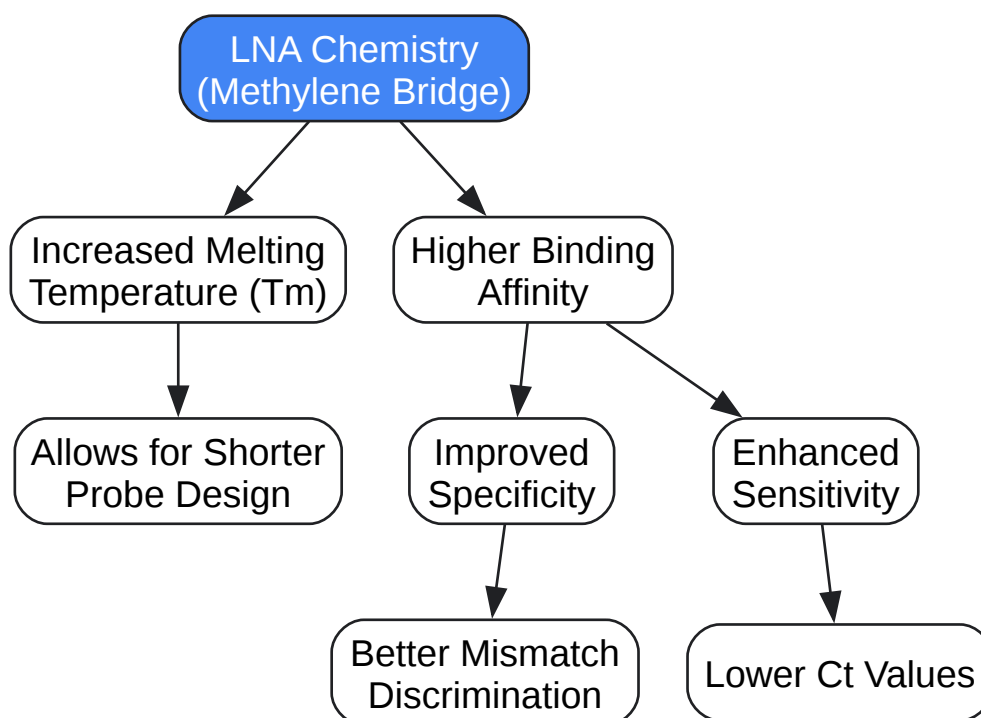 LNA Chemistry
(Methylene Bridge)
Increased Melting
Temperature (Tm)
Higher Binding
Affinity
Allows for Shorter
Probe Design
Improved
Specificity
Enhanced
Sensitivity
Better Mismatch
Discrimination
Lower Ct Values